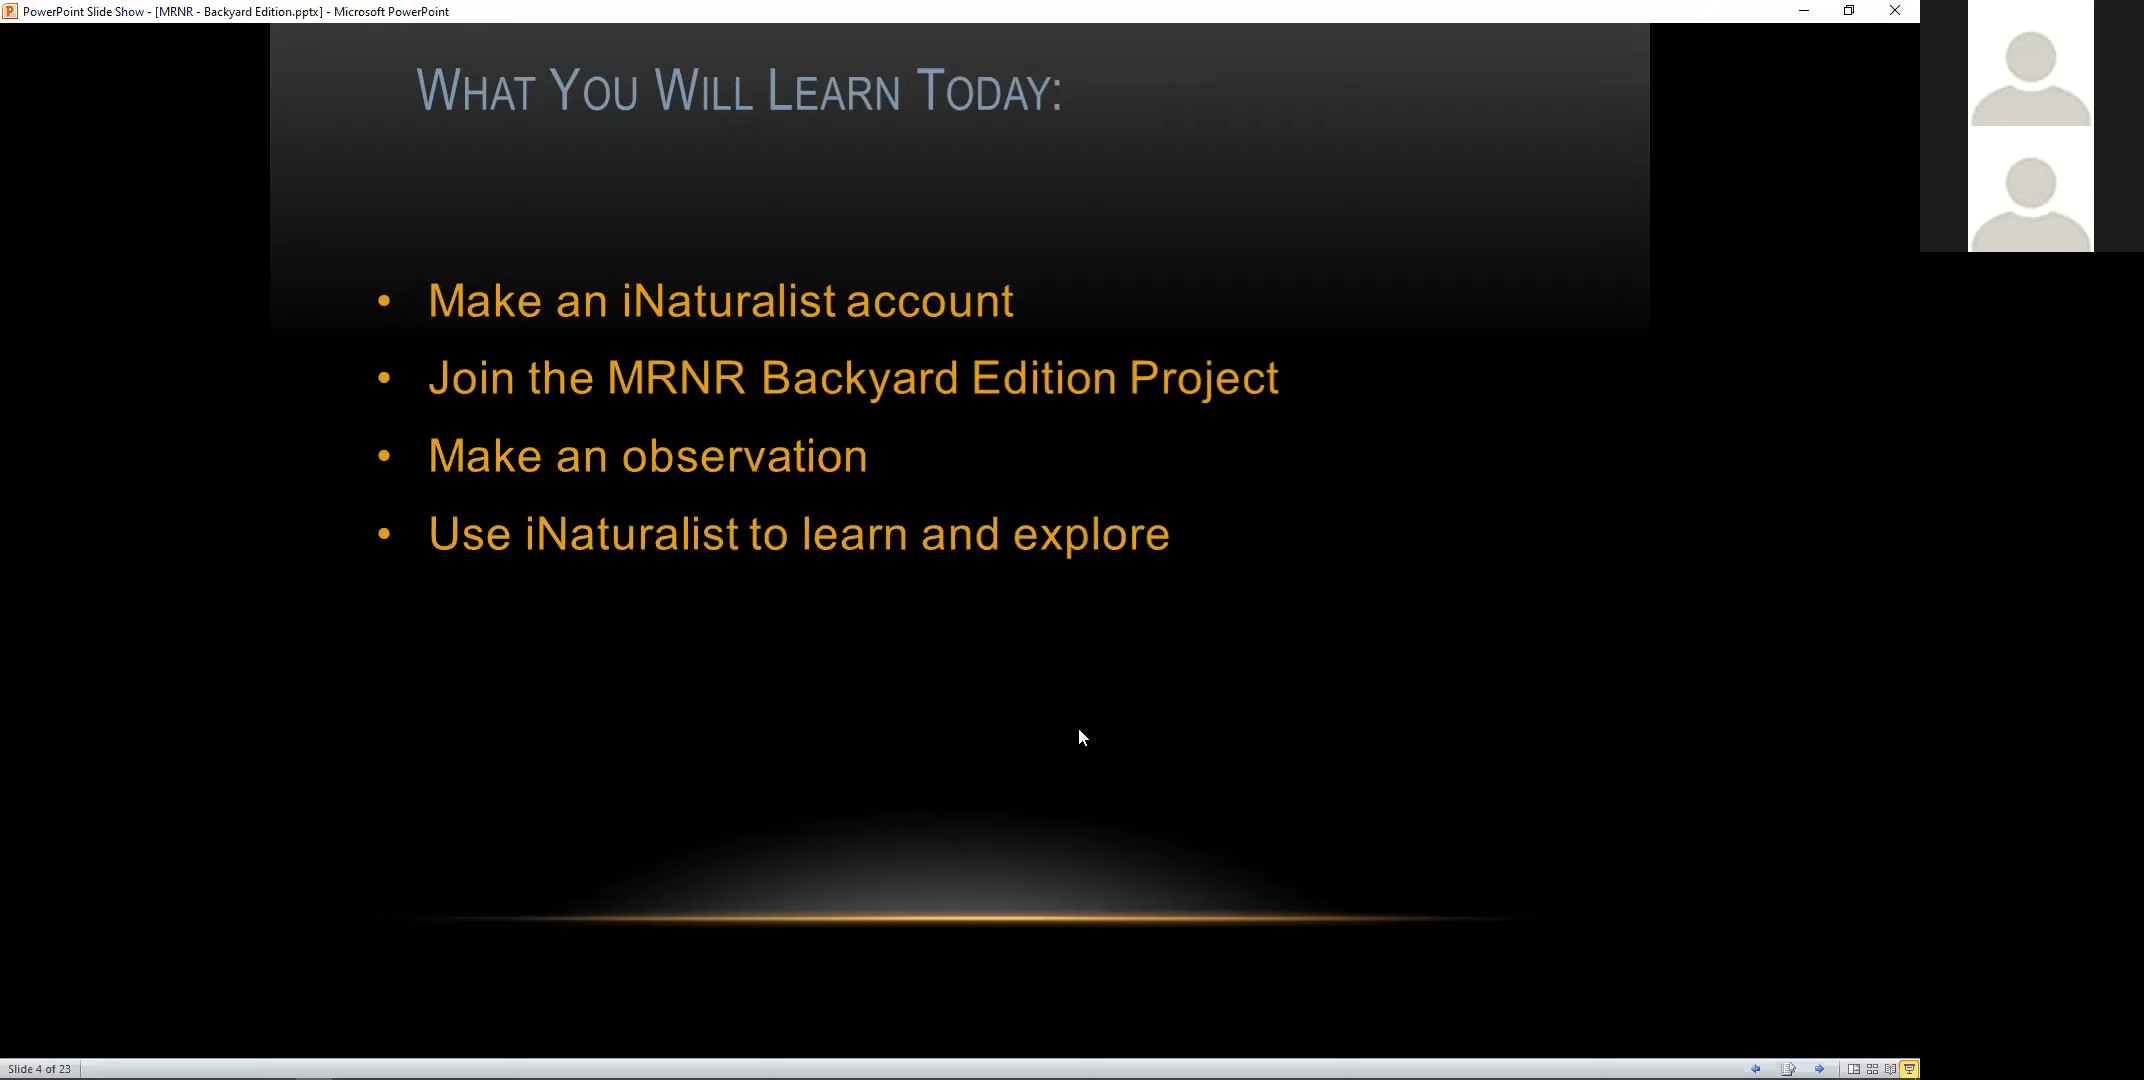 PowerPoint Slide Show - [MRNR - Backyard Edition.pptx] - Microsoft PowerPoint
WHAT YOU WILL LEARN TODAY:
• Make an iNaturalist account
• Join the MRNR Backyard Edition Project
• Make an observation
• Use iNaturalist to learn and explore
Slide 4 of 23